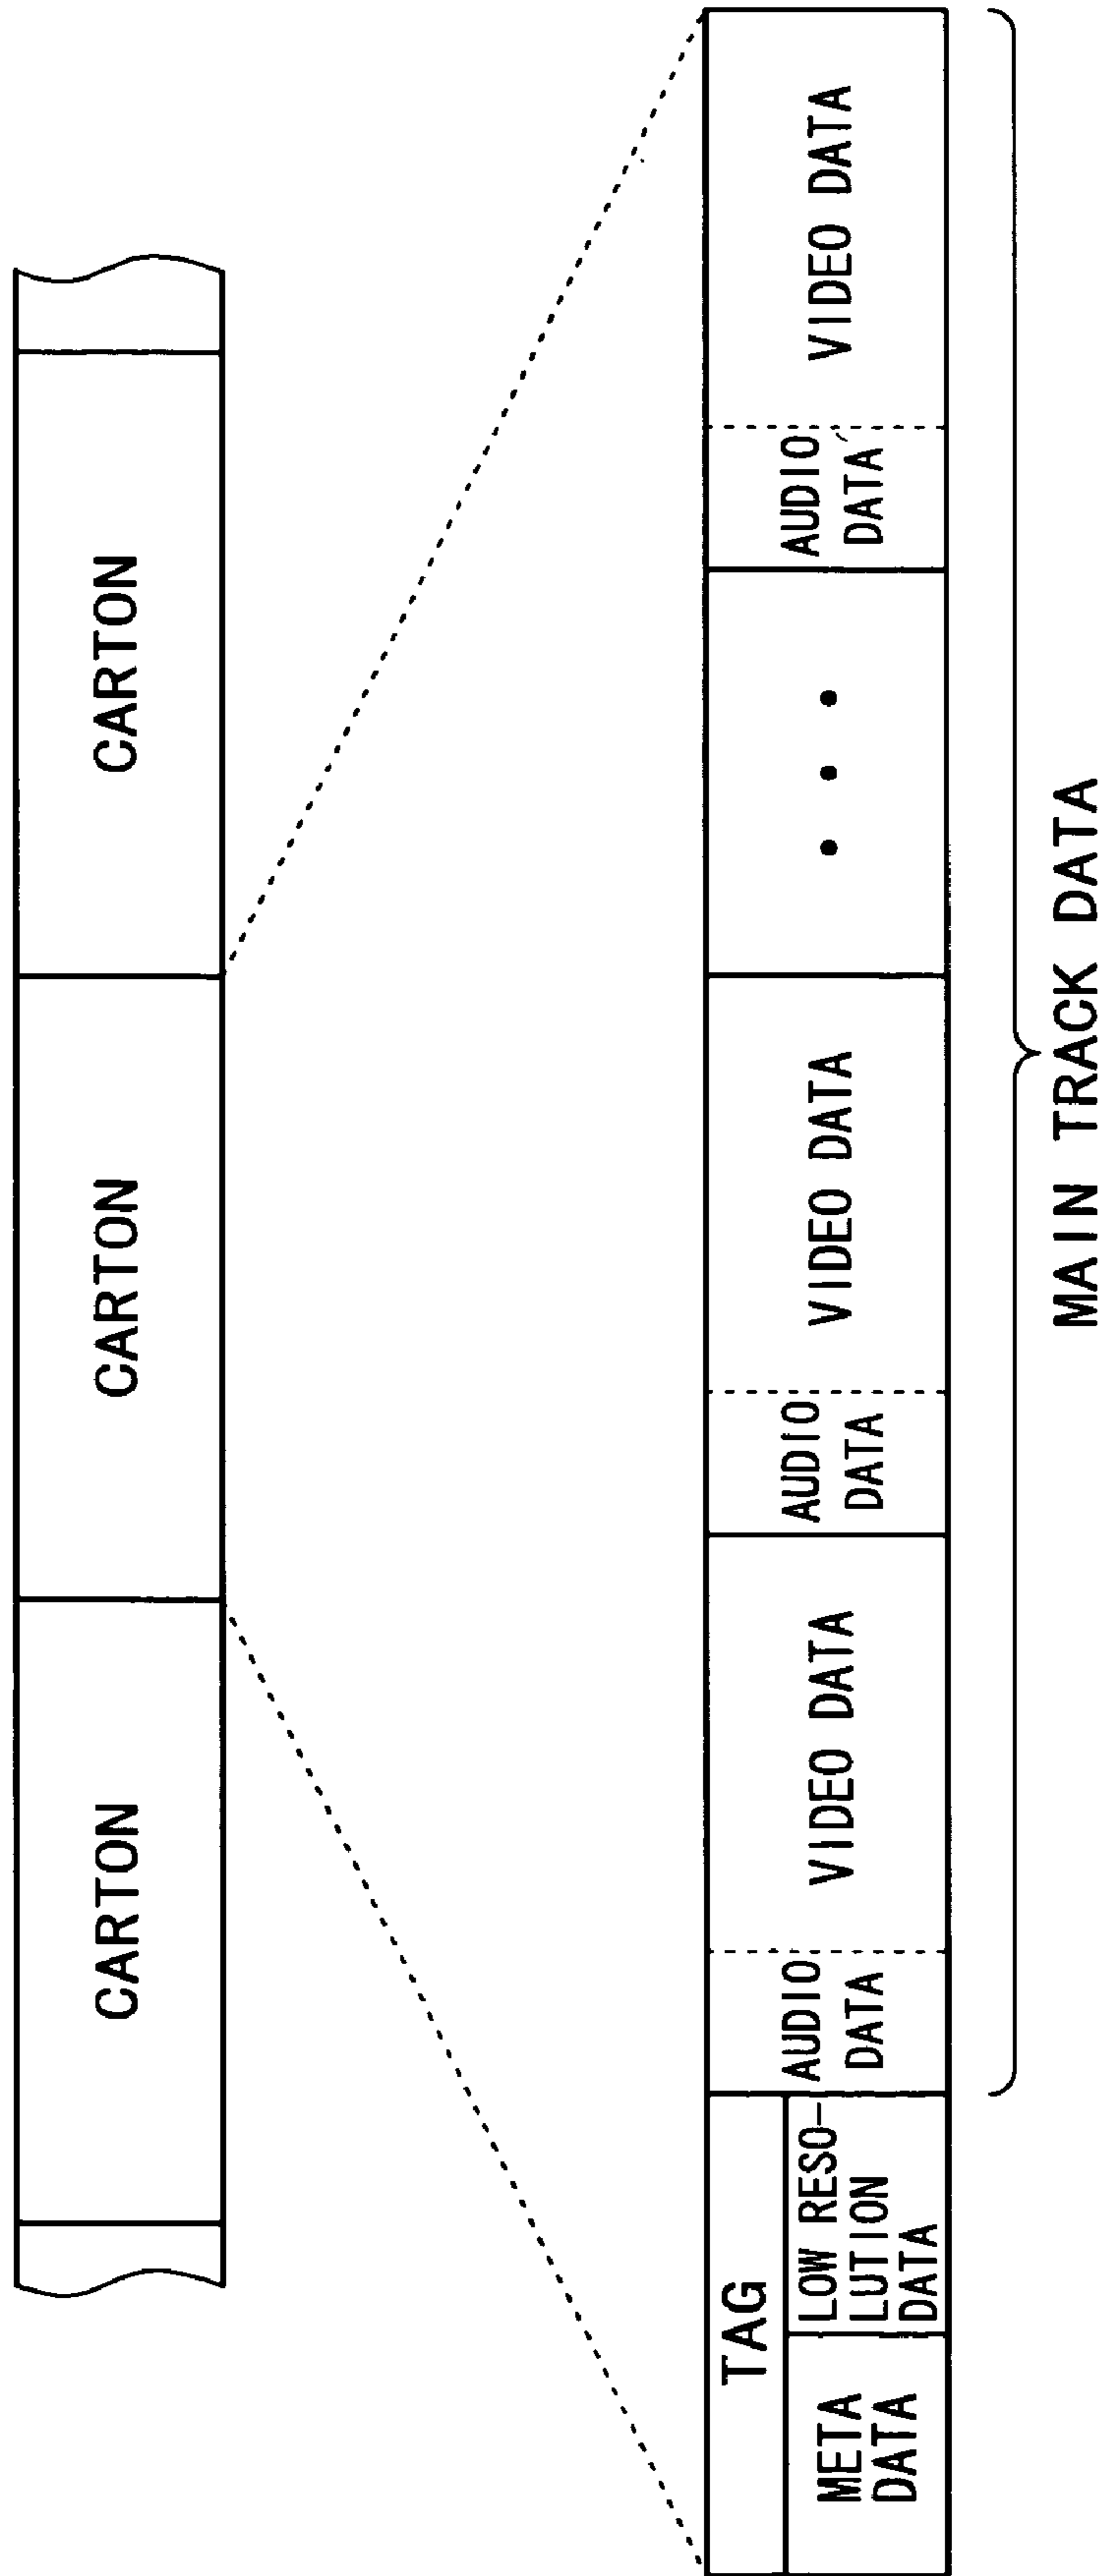 CARTON
CARTON
CARTON
TAG
META
DATA
LOW RESO-
LUTION
DATA
AUDIO
DATA
VIDEO DATA
AUDIO
DATA
VIDEO DATA
• • •
AUDIO
DATA
VIDEO DATA
MAIN TRACK DATA